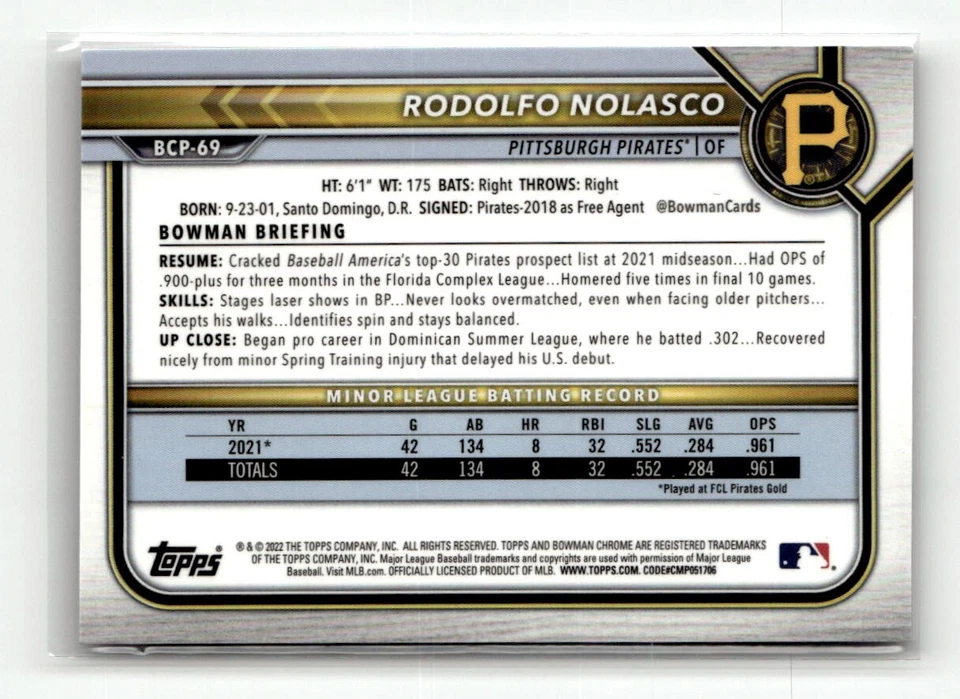 RODOLFO NOLASCO
BCP-69
PITTSBURGH PIRATES® | OF
P
HT: 6'1" WT: 175 BATS: Right THROWS: Right
BORN: 9-23-01, Santo Domingo, D.R. SIGNED: Pirates-2018 as Free Agent @BowmanCards
BOWMAN BRIEFING
RESUME: Cracked Baseball America's top-30 Pirates prospect list at 2021 midseason...Had OPS of
.900-plus for three months in the Florida Complex League...Homered five times in final 10 games.
SKILLS: Stages laser shows in BP...Never looks overmatched, even when facing older pitchers...
Accepts his walks...Identifies spin and stays balanced.
UP CLOSE: Began pro career in Dominican Summer League, where he batted .302...Recovered
nicely from minor Spring Training injury that delayed his U.S. debut.
MINOR LEAGUE BATTING RECORD
YR G AB HR RBI SLG AVG OPS
2021* 42 134 8 32 .552 .284 .961
TOTALS 42 134 8 32 .552 .284 .961
*Played at FCL Pirates Gold
Topps®
® & © 2022 THE TOPPS COMPANY, INC. ALL RIGHTS RESERVED. TOPPS AND BOWMAN CHROME ARE REGISTERED TRADEMARKS
OF THE TOPPS COMPANY, INC. Major League Baseball trademarks and copyrights are used with permission of Major League
Baseball. Visit MLB.com. OFFICIALLY LICENSED PRODUCT OF MLB. WWW.TOPPS.COM. CODE#CMP051706